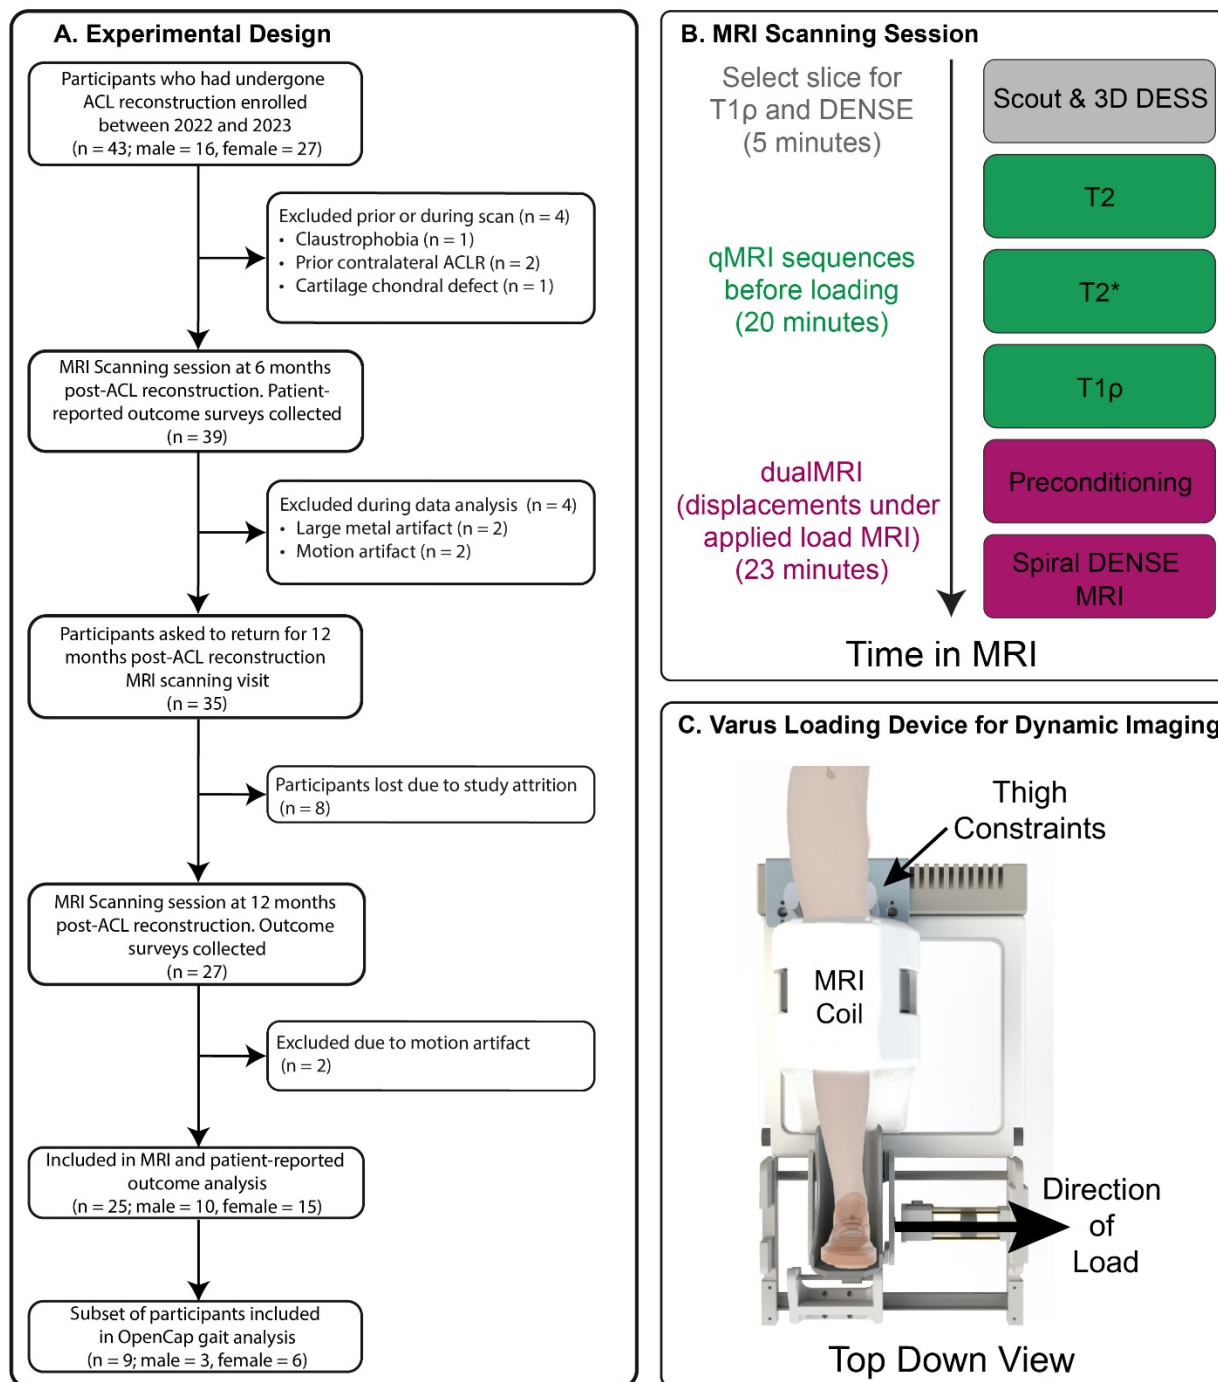 A. Experimental Design
Participants who had undergone
ACL reconstruction enrolled
between 2022 and 2023
(n = 43; male = 16, female = 27)
Excluded prior or during scan (n = 4)
• Claustrophobia (n = 1)
• Prior contralateral ACLR (n = 2)
• Cartilage chondral defect (n = 1)
MRI Scanning session at 6 months
post-ACL reconstruction. Patient-
reported outcome surveys collected
(n = 39)
Excluded during data analysis (n = 4)
• Large metal artifact (n = 2)
• Motion artifact (n = 2)
Participants asked to return for 12
months post-ACL reconstruction
MRI scanning visit
(n = 35)
Participants lost due to study attrition
(n = 8)
MRI Scanning session at 12 months
post-ACL reconstruction. Outcome
surveys collected
(n = 27)
Excluded due to motion artifact
(n = 2)
Included in MRI and patient-reported
outcome analysis
(n = 25; male = 10, female = 15)
Subset of participants included
in OpenCap gait analysis
(n = 9; male = 3, female = 6)
B. MRI Scanning Session
Select slice for
T1ρ and DENSE
(5 minutes)
Scout & 3D DESS
qMRI sequences
before loading
(20 minutes)
T2
T2*
T1ρ
dualMRI
(displacements under
applied load MRI)
(23 minutes)
Preconditioning
Spiral DENSE
MRI
Time in MRI
C. Varus Loading Device for Dynamic Imaging
Thigh
Constraints
MRI
Coil
Direction
of
Load
Top Down View